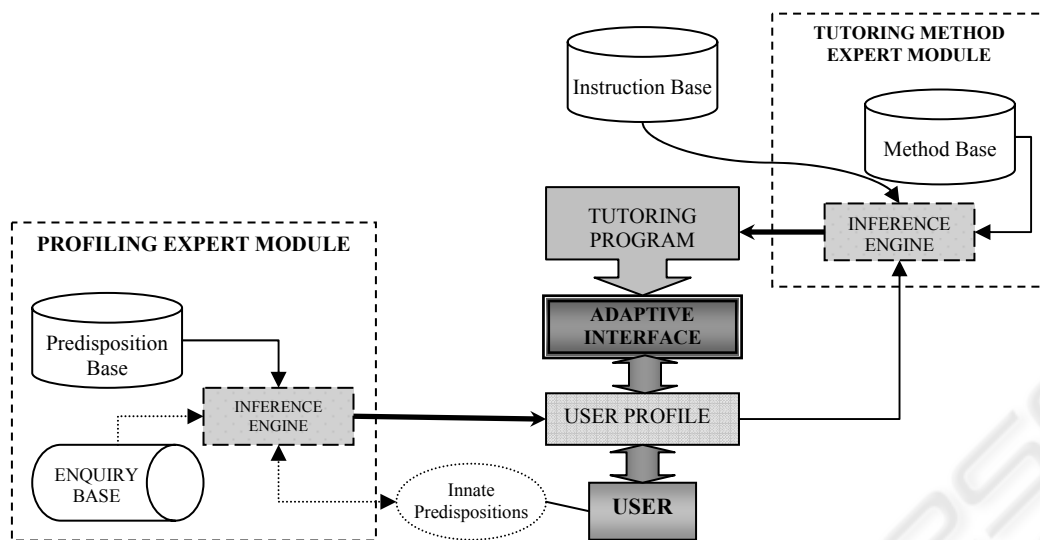 TUTORING METHOD
EXPERT MODULE
Instruction Base
Method Base
TUTORING
PROGRAM
INFERENCE
ENGINE
PROFILING EXPERT MODULE
ADAPTIVE
INTERFACE
Predisposition
Base
INFERENCE
ENGINE
USER PROFILE
ENQUIRY
BASE
Innate
Predispositions
USER